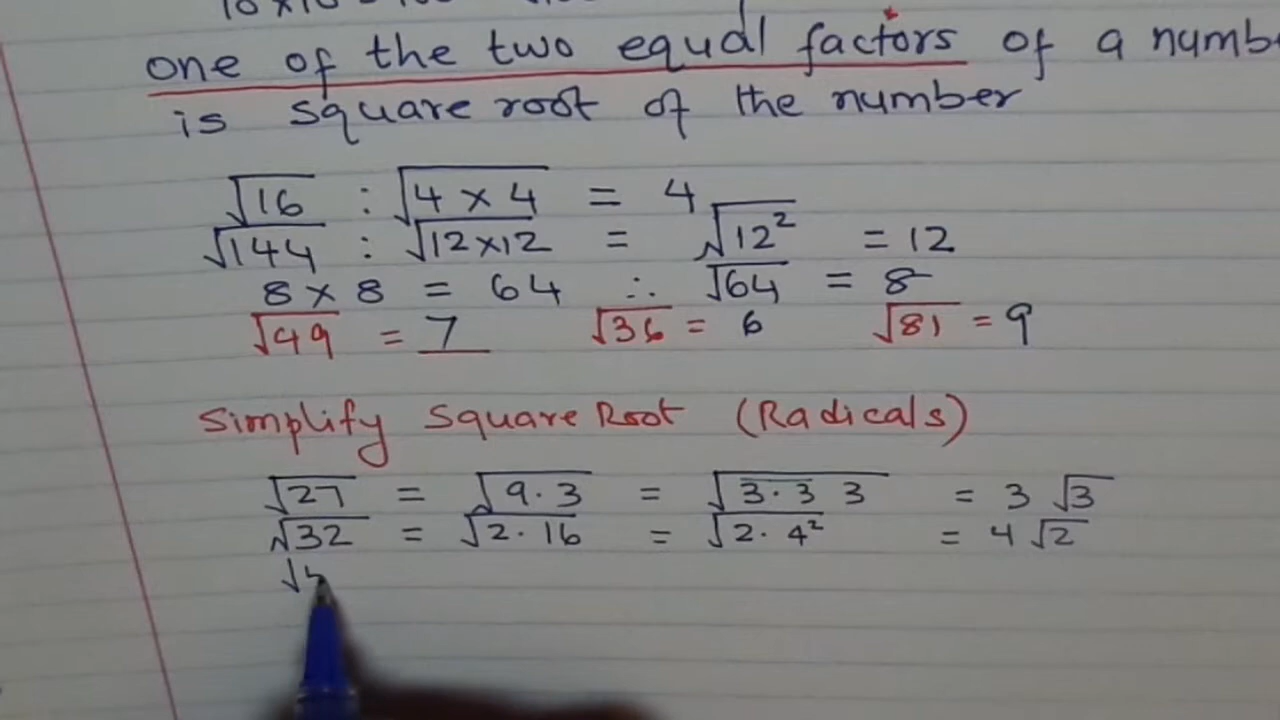 one of the two equal factors of a numb
is square root of the number
√16 : √4 × 4 = 4
√144 : √12×12 = √12² = 12
8 × 8 = 64 ∴ √64 = 8
√49 = 7 √36 = 6 √81 = 9
Simplify Square Root (Radicals)
√27 = √9·3 = √3·3 3 = 3 √3
√32 = √2·16 = √2·4² = 4 √2